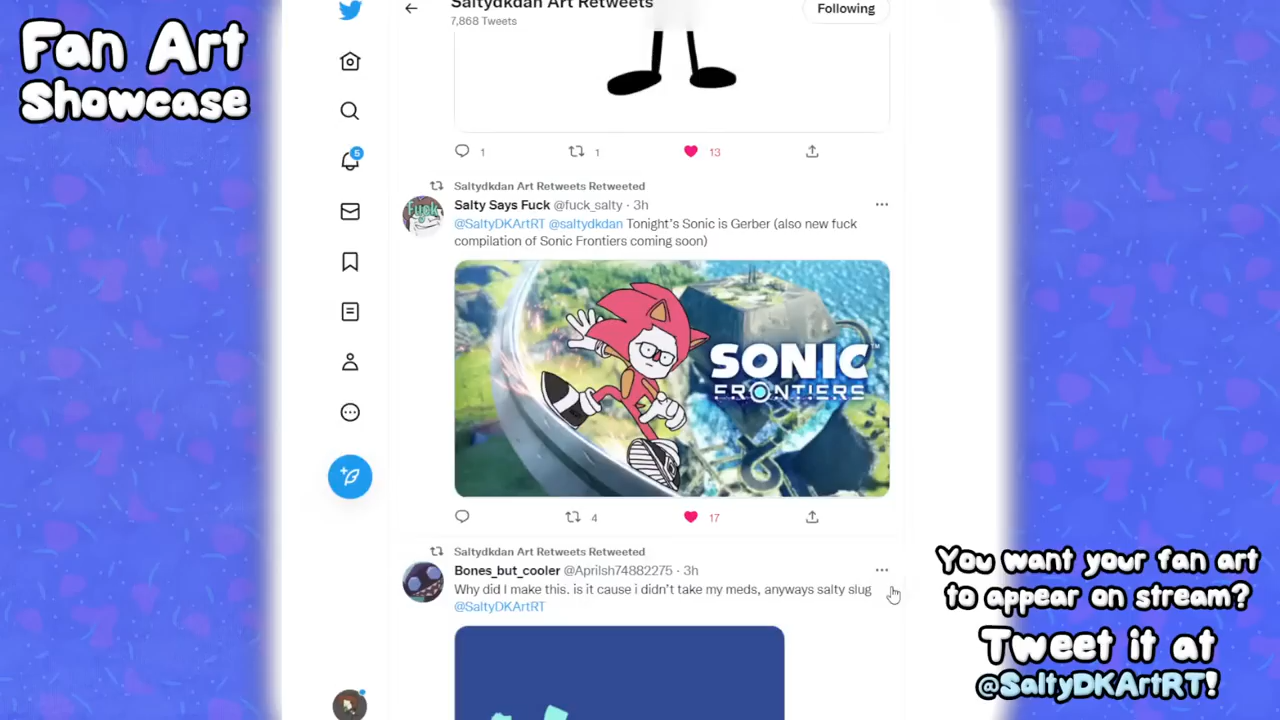 Fan Art
Showcase
Saltydkdan Art Retweets
7,868 Tweets
Following
1
1
13
5
Saltydkdan Art Retweets Retweeted
Salty Says Fuck @fuck_salty · 3h
Fuck
@SaltyDKArtRT @saltydkdan Tonight's Sonic is Gerber (also new fuck
compilation of Sonic Frontiers coming soon)
SONIC™
FRONTIERS
4
17
Saltydkdan Art Retweets Retweeted
Bones_but_cooler @Aprilsh74882275 · 3h
Why did I make this. is it cause i didn't take my meds, anyways salty slug
@SaltyDKArtRT
You want your fan art
to appear on stream?
Tweet it at
@SaltyDKArtRT!